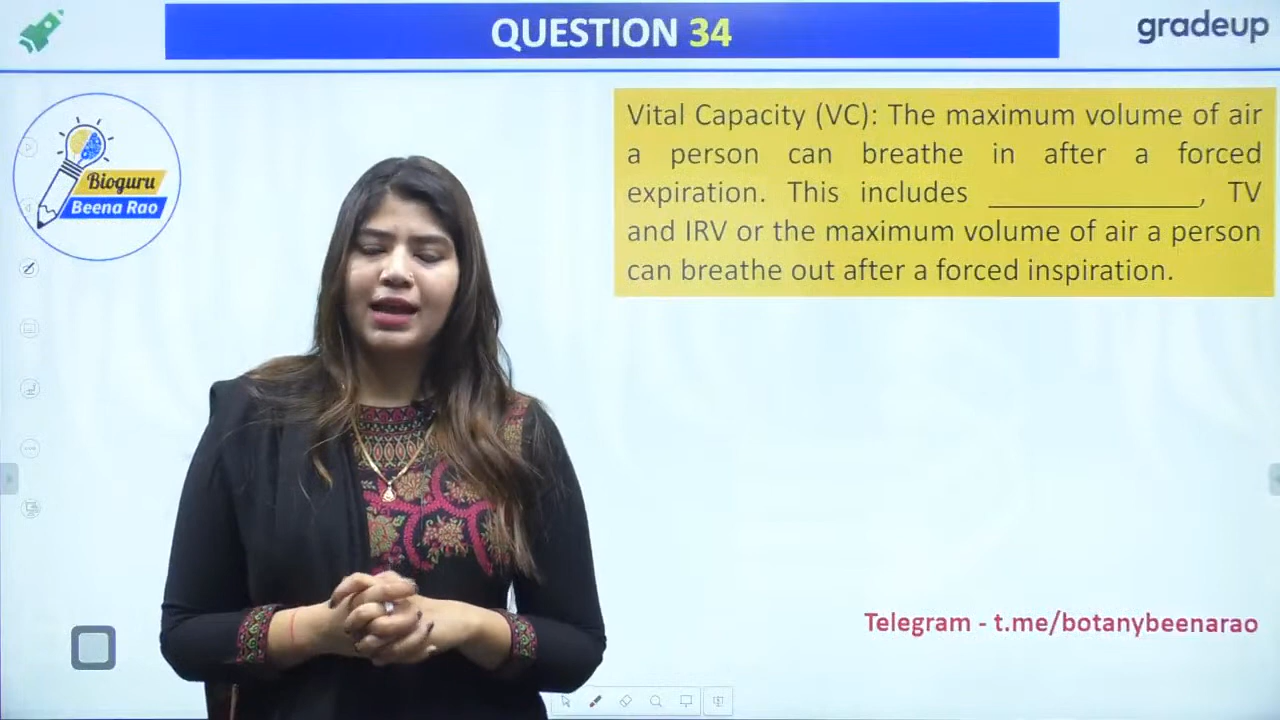 QUESTION 34
gradeup
Bioguru
Beena Rao
Vital Capacity (VC): The maximum volume of air
a person can breathe in after a forced
expiration. This includes ______________, TV
and IRV or the maximum volume of air a person
can breathe out after a forced inspiration.
Telegram - t.me/botanybeenarao